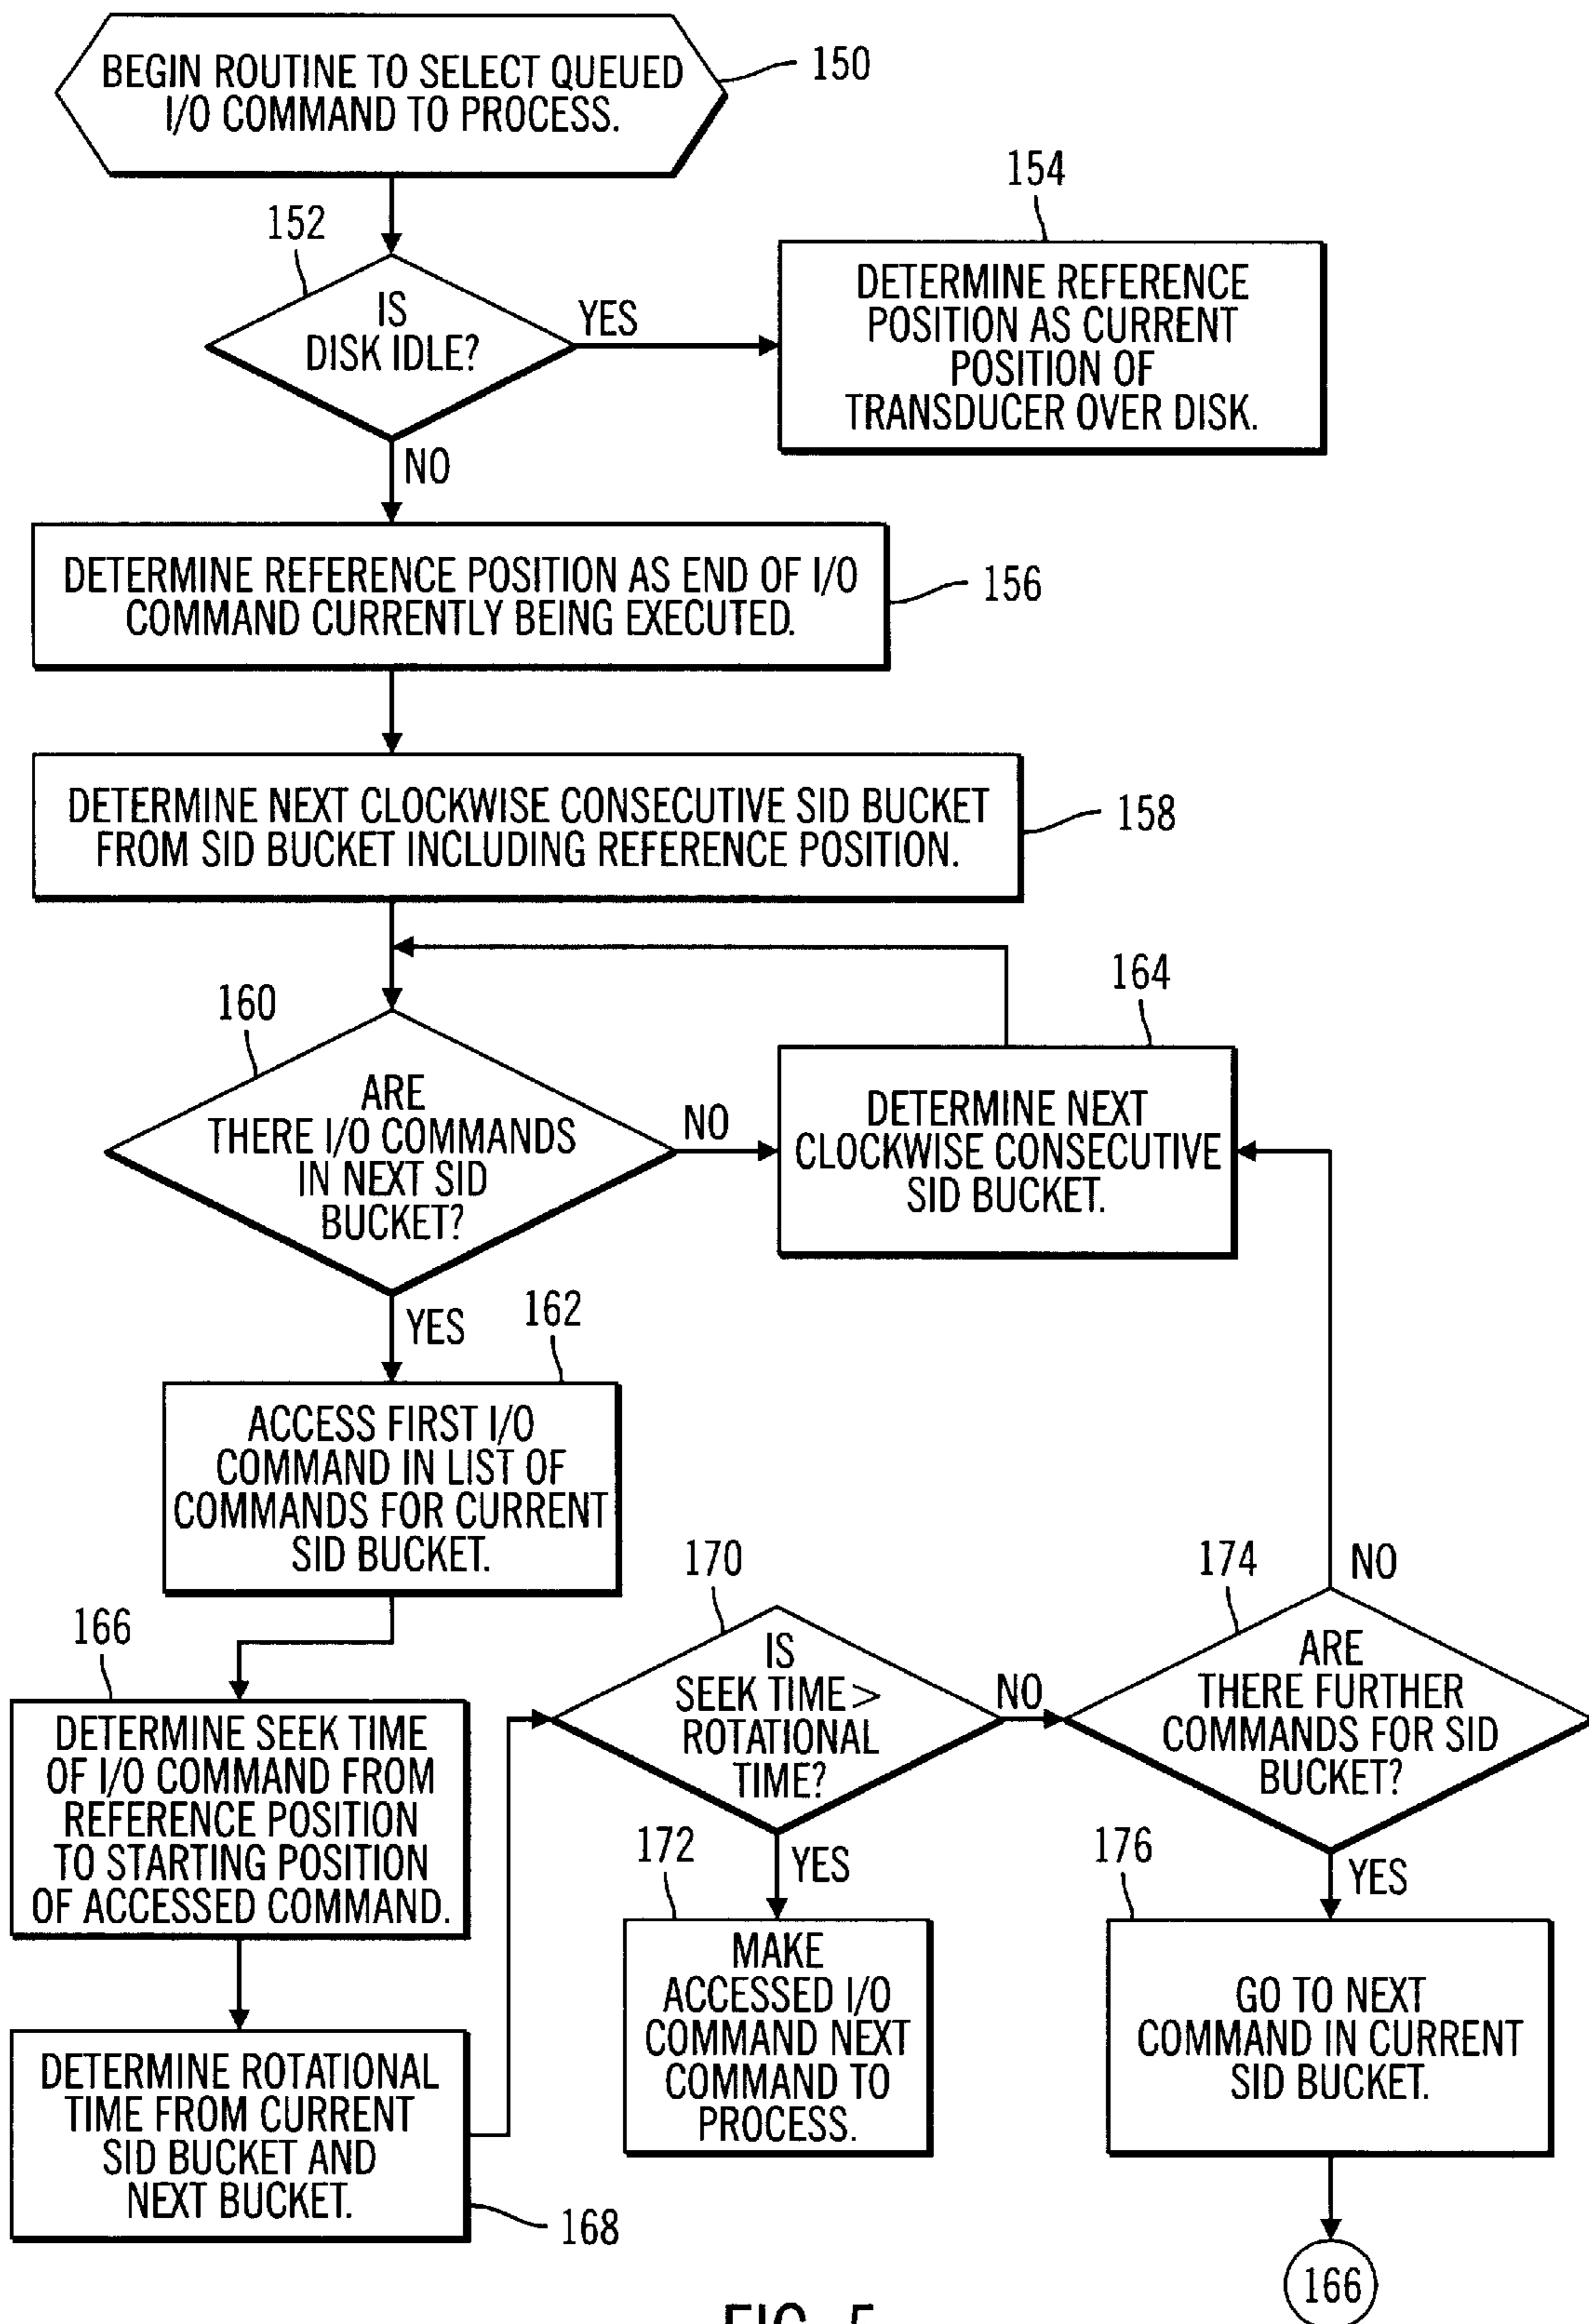 BEGIN ROUTINE TO SELECT QUEUED
I/O COMMAND TO PROCESS.
150
152
IS
DISK IDLE?
YES
NO
154
DETERMINE REFERENCE
POSITION AS CURRENT
POSITION OF
TRANSDUCER OVER DISK.
DETERMINE REFERENCE POSITION AS END OF I/O
COMMAND CURRENTLY BEING EXECUTED.
156
DETERMINE NEXT CLOCKWISE CONSECUTIVE SID BUCKET
FROM SID BUCKET INCLUDING REFERENCE POSITION.
158
160
ARE
THERE I/O COMMANDS
IN NEXT SID
BUCKET?
NO
YES
164
DETERMINE NEXT
CLOCKWISE CONSECUTIVE
SID BUCKET.
162
ACCESS FIRST I/O
COMMAND IN LIST OF
COMMANDS FOR CURRENT
SID BUCKET.
166
DETERMINE SEEK TIME
OF I/O COMMAND FROM
REFERENCE POSITION
TO STARTING POSITION
OF ACCESSED COMMAND.
DETERMINE ROTATIONAL
TIME FROM CURRENT
SID BUCKET AND
NEXT BUCKET.
168
170
IS
SEEK TIME >
ROTATIONAL
TIME?
NO
YES
172
MAKE
ACCESSED I/O
COMMAND NEXT
COMMAND TO
PROCESS.
174
NO
ARE
THERE FURTHER
COMMANDS FOR SID
BUCKET?
YES
176
GO TO NEXT
COMMAND IN CURRENT
SID BUCKET.
166
FIG. 5